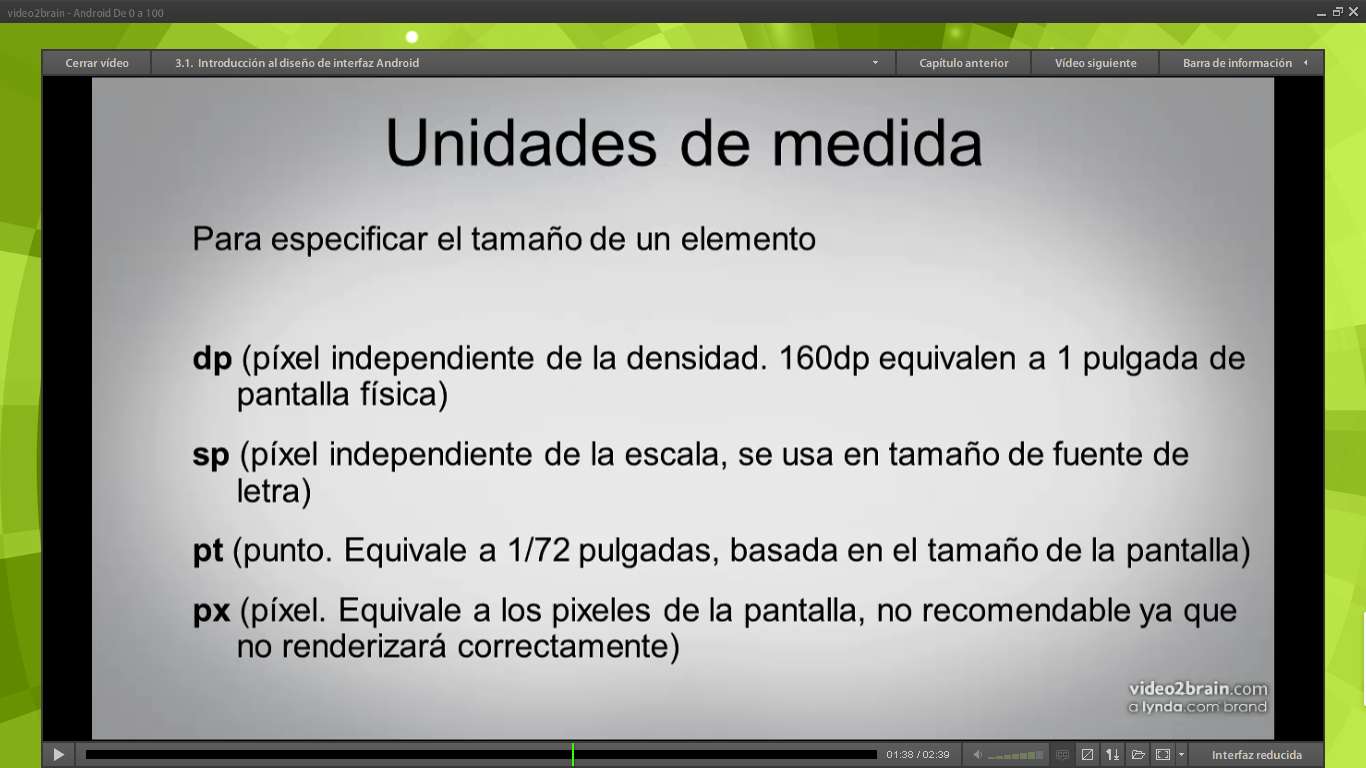 video2brain - Android De 0 a 100
Cerrar vídeo
3.1. Introducción al diseño de interfaz Android
Capítulo anterior
Vídeo siguiente
Barra de información
Unidades de medida
Para especificar el tamaño de un elemento
dp (píxel independiente de la densidad. 160dp equivalen a 1 pulgada de
pantalla física)
sp (píxel independiente de la escala, se usa en tamaño de fuente de
letra)
pt (punto. Equivale a 1/72 pulgadas, basada en el tamaño de la pantalla)
px (píxel. Equivale a los pixeles de la pantalla, no recomendable ya que
no renderizará correctamente)
video2brain.com
a lynda.com brand
01:38 / 02:39
Interfaz reducida